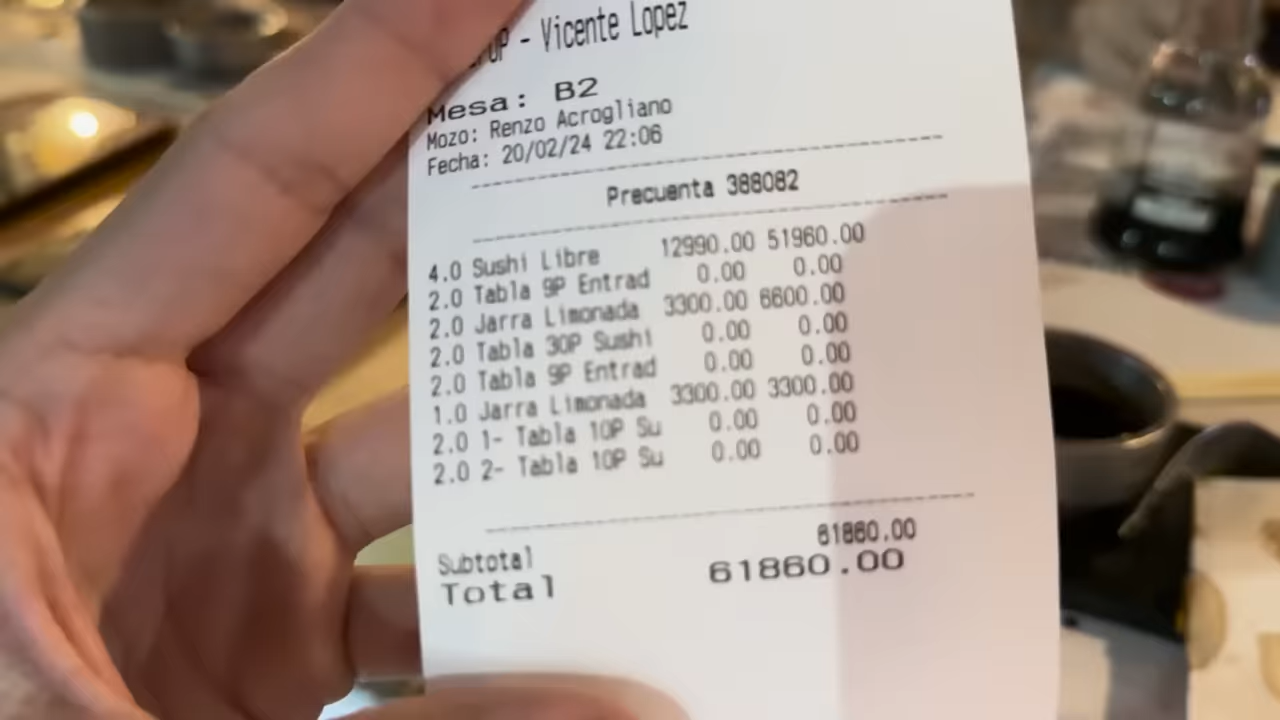 - Vicente Lopez
Mesa: B2
Mozo: Renzo Acrogliano
Fecha: 20/02/24 22:06
Precuenta 388082
4.0 Sushi Libre 12990.00 51960.00
2.0 Tabla 9P Entrad 0.00 0.00
2.0 Jarra Limonada 3300.00 6600.00
2.0 Tabla 30P Sushi 0.00 0.00
2.0 Tabla 9P Entrad 0.00 0.00
1.0 Jarra Limonada 3300.00 3300.00
2.0 1- Tabla 10P Su 0.00 0.00
2.0 2- Tabla 10P Su 0.00 0.00
Subtotal 61860.00
Total 61860.00